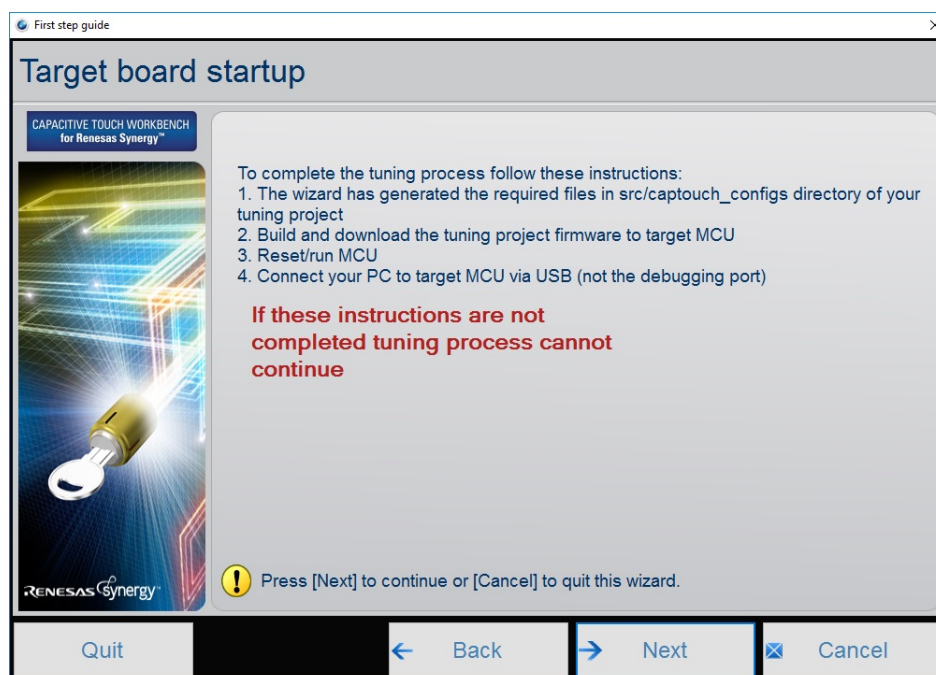 First step guide
Target board startup
CAPACITIVE TOUCH WORKBENCH
for Renesas Synergy™
To complete the tuning process follow these instructions:
1. The wizard has generated the required files in src/captouch_configs directory of your
tuning project
2. Build and download the tuning project firmware to target MCU
3. Reset/run MCU
4. Connect your PC to target MCU via USB (not the debugging port)
If these instructions are not
completed tuning process cannot
continue
Press [Next] to continue or [Cancel] to quit this wizard.
RENESAS Synergy™
Quit
Back
Next
Cancel